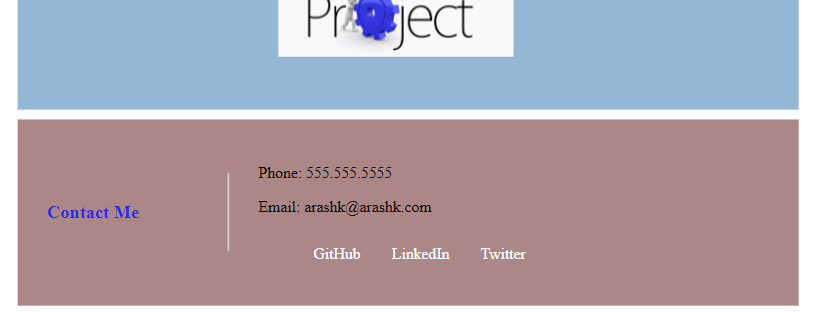 Project
Phone: 555.555.5555
Contact Me
Email: arashk@arashk.com
GitHub LinkedIn Twitter